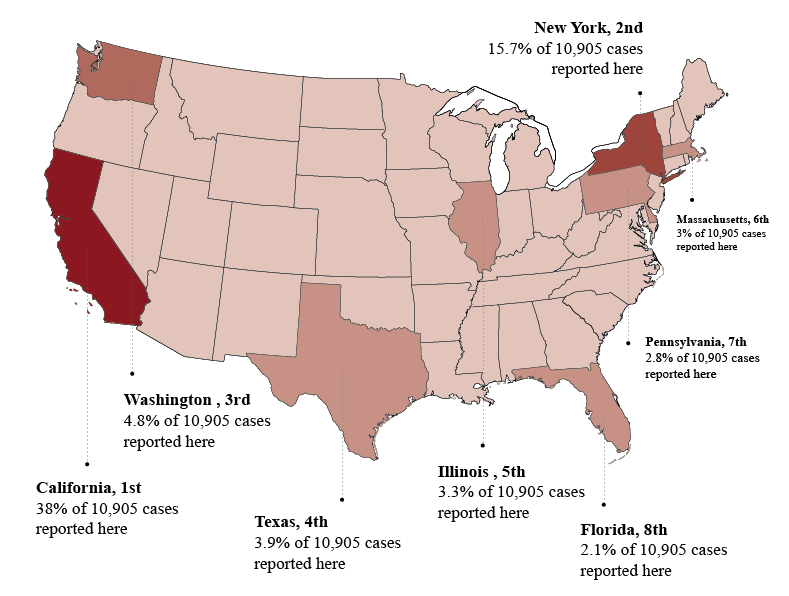 New York, 2nd
15.7% of 10,905 cases
reported here
Massachusetts, 6th
3% of 10,905 cases
reported here
Pennsylvania, 7th
2.8% of 10,905 cases
reported here
Washington , 3rd
4.8% of 10,905 cases
reported here
California, 1st
38% of 10,905 cases
reported here
Texas, 4th
3.9% of 10,905 cases
reported here
Illinois , 5th
3.3% of 10,905 cases
reported here
Florida, 8th
2.1% of 10,905 cases
reported here